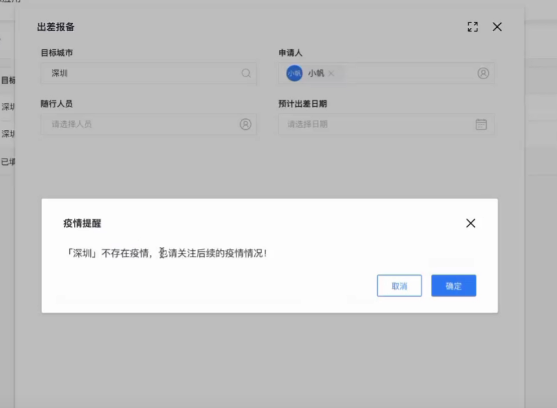 出差报备
目标城市
申请人
深圳
小帆 小帆
随行人员
预计出差日期
请选择人员
请选择日期
疫情提醒
「深圳」不存在疫情，也请关注后续的疫情情况！
取消
确定
目标
深圳
深圳
已填